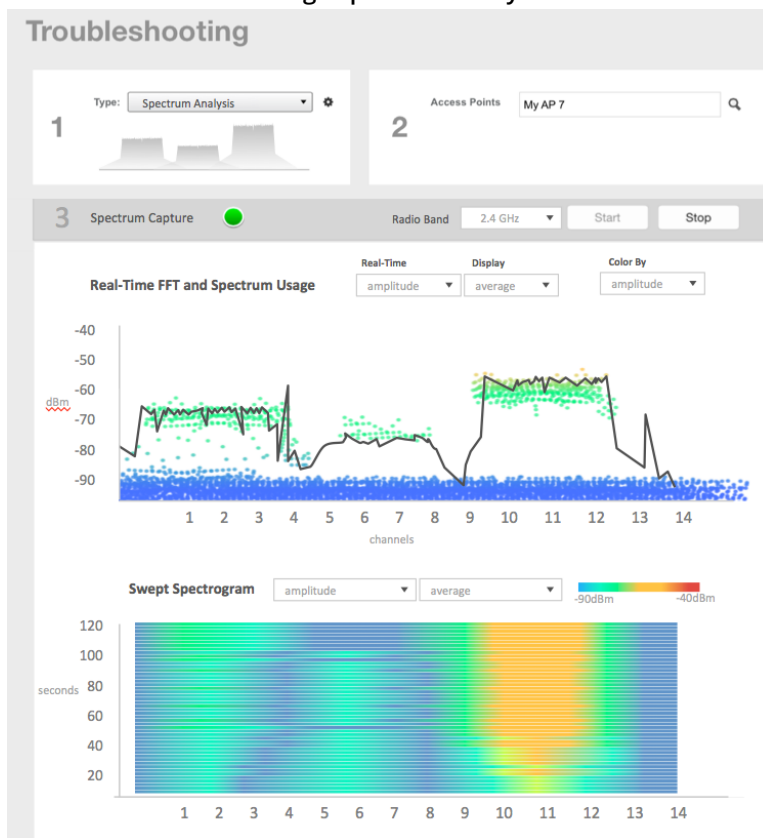 Troubleshooting
1
Type: Spectrum Analysis
2
Access Points My AP 7
3 Spectrum Capture Radio Band 2.4 GHz Start Stop
Real-Time FFT and Spectrum Usage
Real-Time Display Color By
amplitude average amplitude
dBm
-40
-50
-60
-70
-80
-90
1 2 3 4 5 6 7 8 9 10 11 12 13 14
channels
Swept Spectrogram amplitude average
-90dBm -40dBm
seconds
120
100
80
60
40
20
1 2 3 4 5 6 7 8 9 10 11 12 13 14